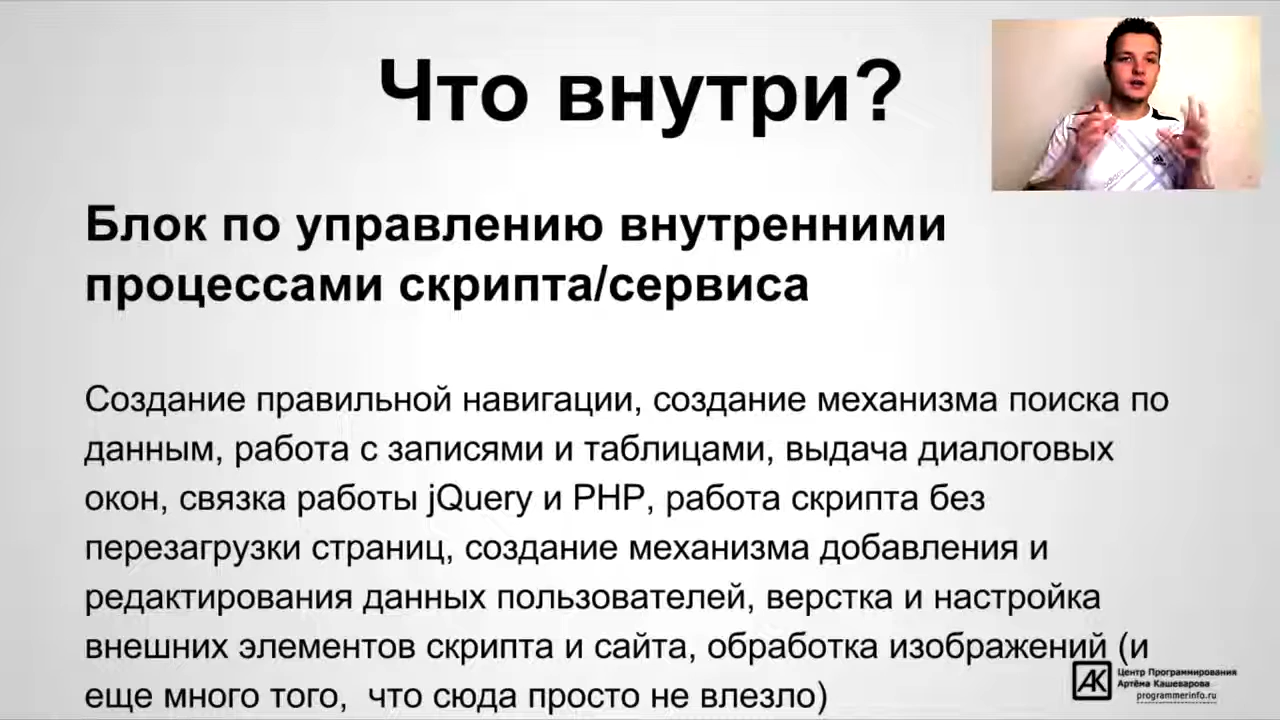 Что внутри?
Блок по управлению внутренними
процессами скрипта/сервиса
Создание правильной навигации, создание механизма поиска по
данным, работа с записями и таблицами, выдача диалоговых
окон, связка работы jQuery и PHP, работа скрипта без
перезагрузки страниц, создание механизма добавления и
редактирования данных пользователей, верстка и настройка
внешних элементов скрипта и сайта, обработка изображений (и
еще много того, что сюда просто не влезло)
АК
Центр Программирования
Артёма Кашеварова
programmerinfo.ru
adidas